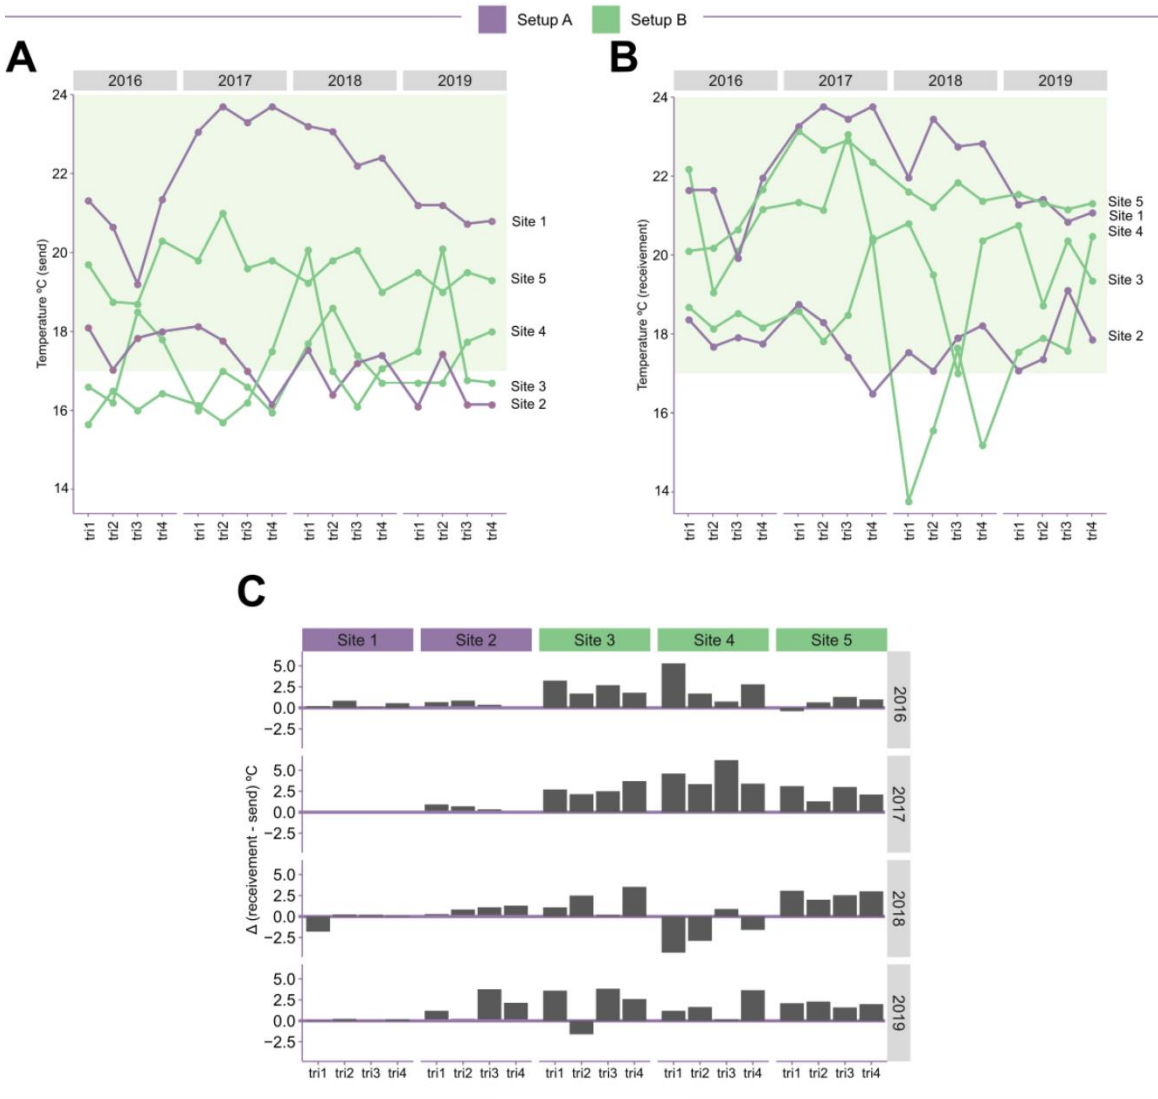 Setup A Setup B
A
2016 2017 2018 2019
Temperature ºC (send)
24
22
20
18
16
14
Site 1
Site 5
Site 4
Site 3
Site 2
tri1 tri2 tri3 tri4 tri1 tri2 tri3 tri4 tri1 tri2 tri3 tri4 tri1 tri2 tri3 tri4
B
2016 2017 2018 2019
Temperature ºC (receivement)
24
22
20
18
16
14
Site 5
Site 1
Site 4
Site 3
Site 2
tri1 tri2 tri3 tri4 tri1 tri2 tri3 tri4 tri1 tri2 tri3 tri4 tri1 tri2 tri3 tri4
C
Site 1 Site 2 Site 3 Site 4 Site 5
Δ (receivement - send) ºC
5.0
2.5
0.0
−2.5
2016
5.0
2.5
0.0
−2.5
2017
5.0
2.5
0.0
−2.5
2018
5.0
2.5
0.0
−2.5
2019
tri1 tri2 tri3 tri4 tri1 tri2 tri3 tri4 tri1 tri2 tri3 tri4 tri1 tri2 tri3 tri4 tri1 tri2 tri3 tri4